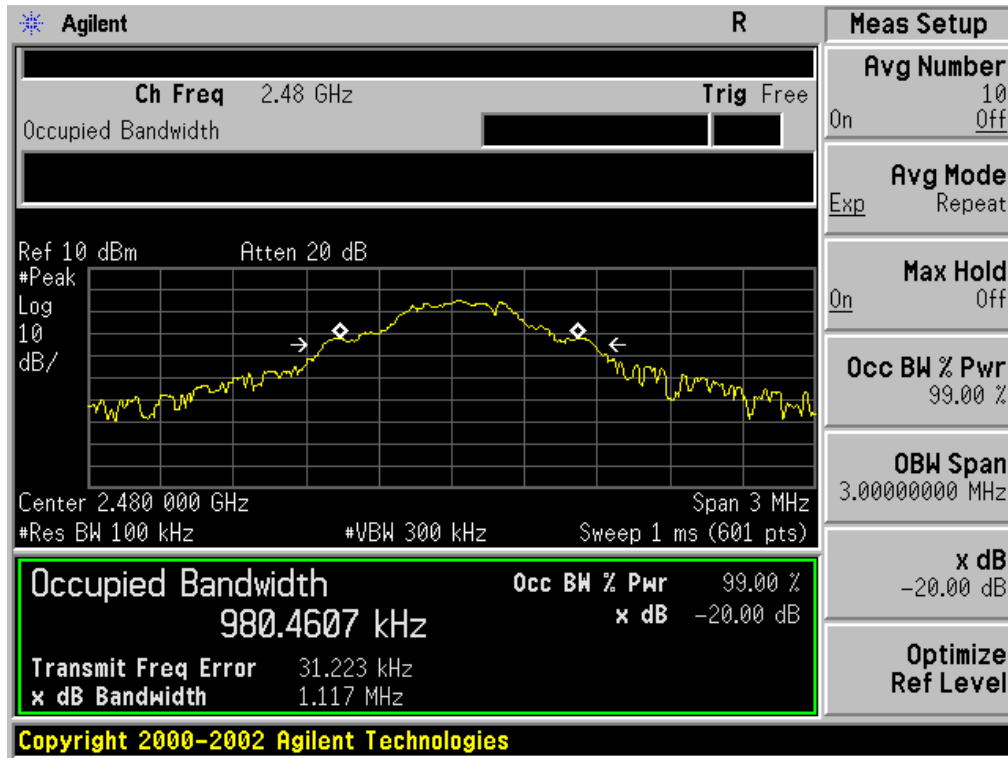 Agilent R
Ch Freq 2.48 GHz Trig Free
Occupied Bandwidth
Ref 10 dBm Atten 20 dB
#Peak
Log
10
dB/
Center 2.480 000 GHz Span 3 MHz
#Res BW 100 kHz #VBW 300 kHz Sweep 1 ms (601 pts)
Occupied Bandwidth
980.4607 kHz
Occ BW % Pwr 99.00 %
x dB -20.00 dB
Transmit Freq Error 31.223 kHz
x dB Bandwidth 1.117 MHz
Copyright 2000-2002 Agilent Technologies
Meas Setup
Avg Number
10
On Off
Avg Mode
Exp Repeat
Max Hold
On Off
Occ BW % Pwr
99.00 %
OBW Span
3.00000000 MHz
x dB
-20.00 dB
Optimize
Ref Level